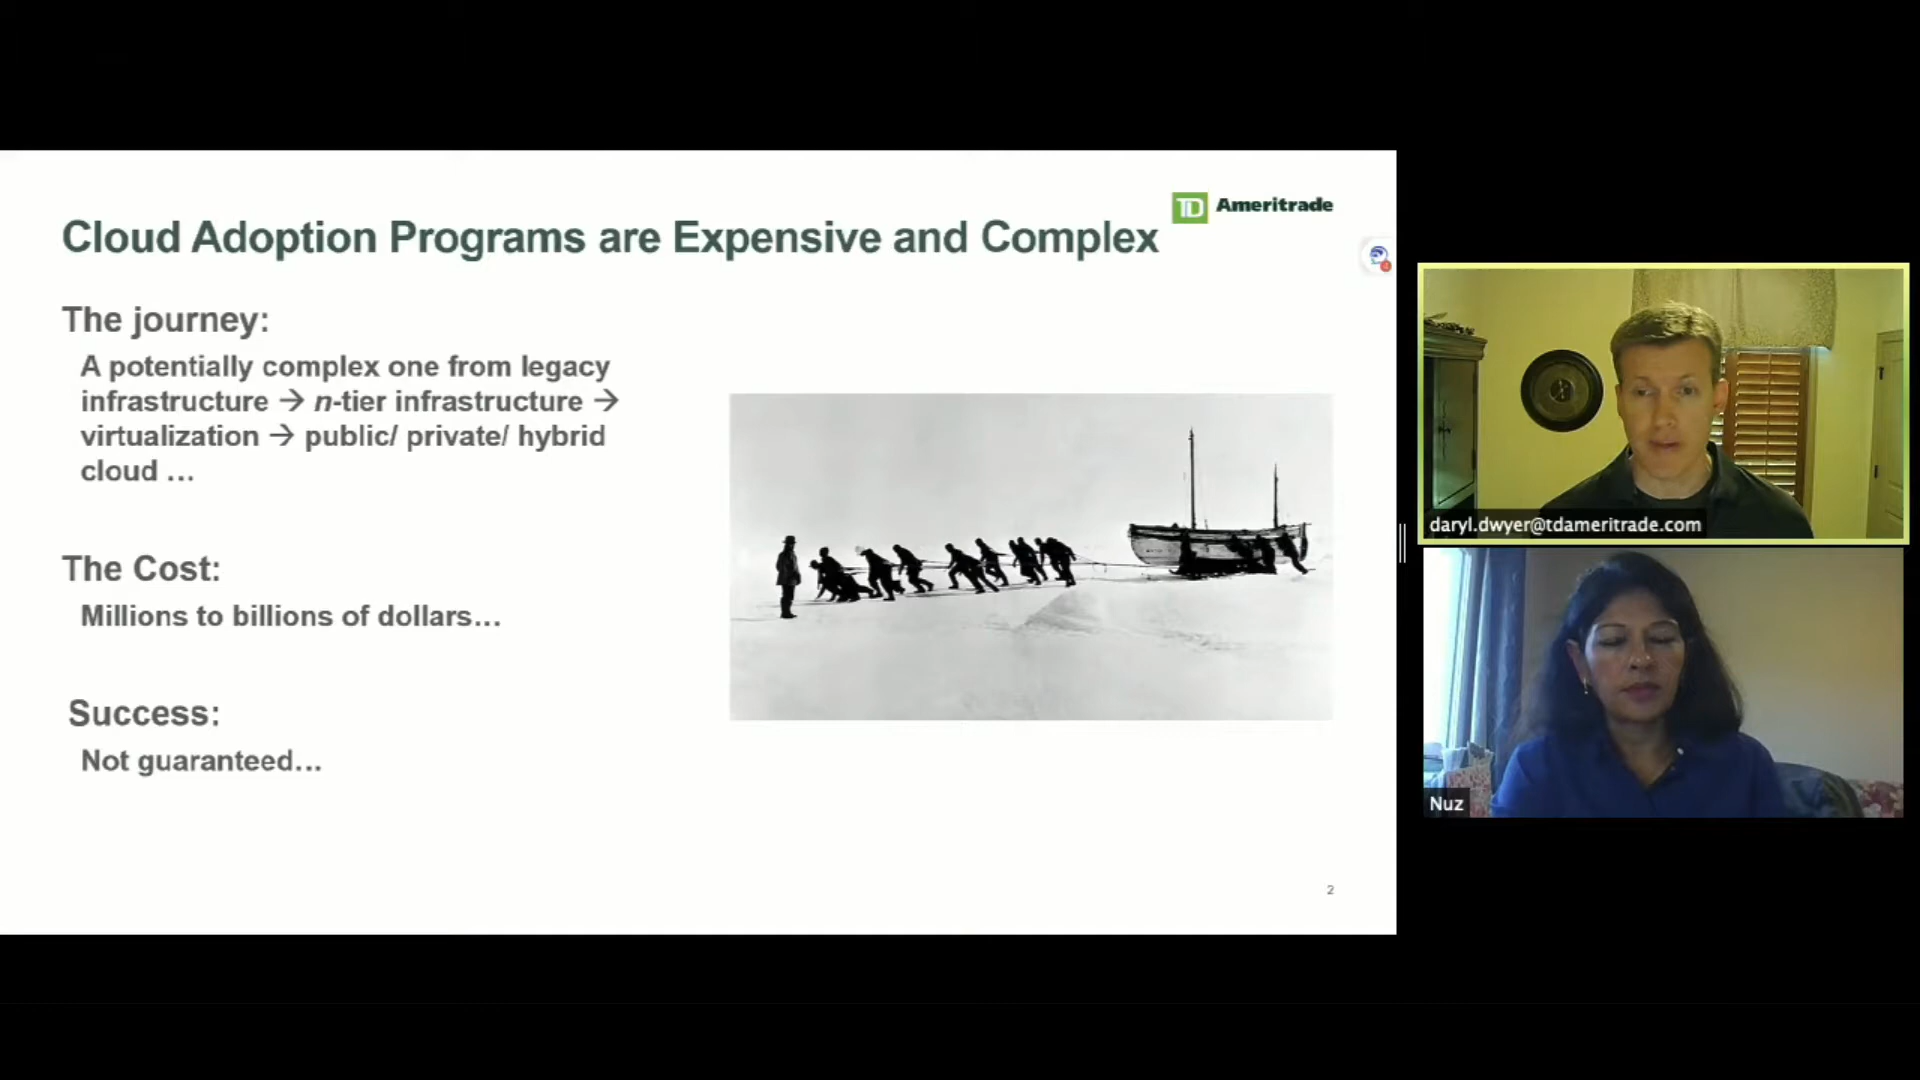 TD Ameritrade
Cloud Adoption Programs are Expensive and Complex
The journey:
A potentially complex one from legacy
infrastructure → n-tier infrastructure →
virtualization → public/ private/ hybrid
cloud …
The Cost:
Millions to billions of dollars…
Success:
Not guaranteed…
2
daryl.dwyer@tdameritrade.com
Nuz